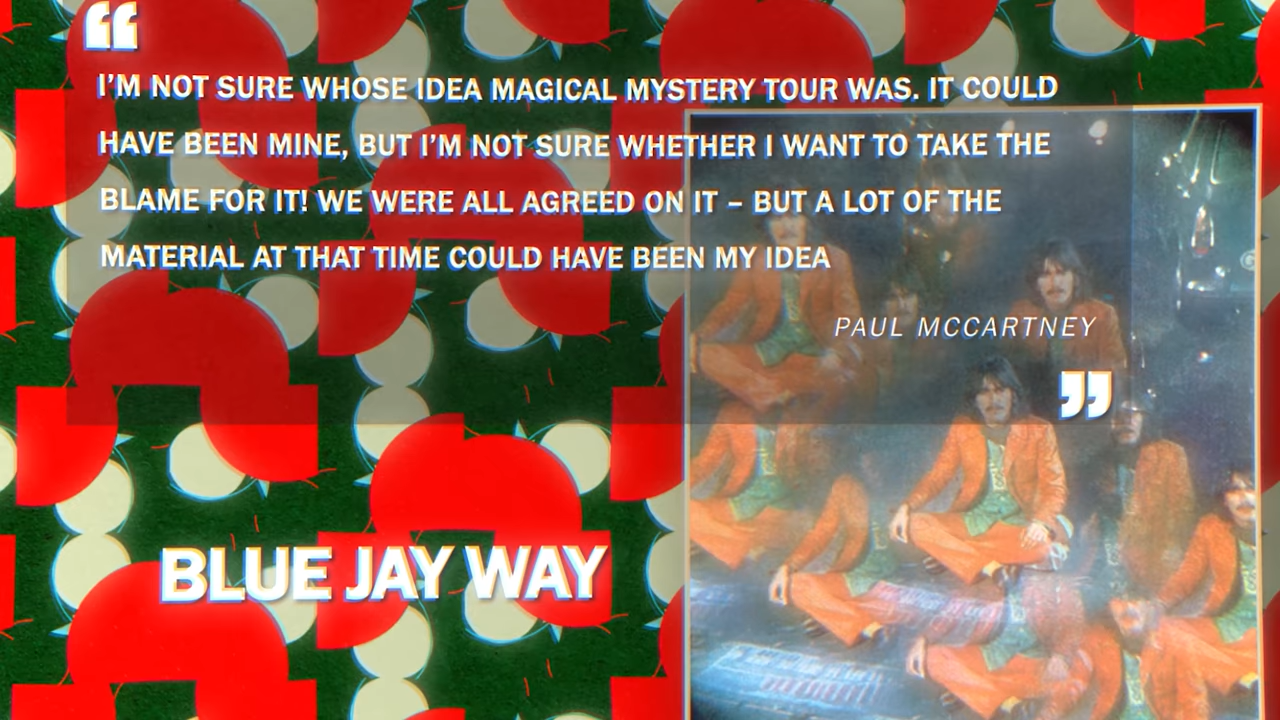 “
I'M NOT SURE WHOSE IDEA MAGICAL MYSTERY TOUR WAS. IT COULD
HAVE BEEN MINE, BUT I'M NOT SURE WHETHER I WANT TO TAKE THE
BLAME FOR IT! WE WERE ALL AGREED ON IT – BUT A LOT OF THE
MATERIAL AT THAT TIME COULD HAVE BEEN MY IDEA
PAUL MCCARTNEY
”
BLUE JAY WAY